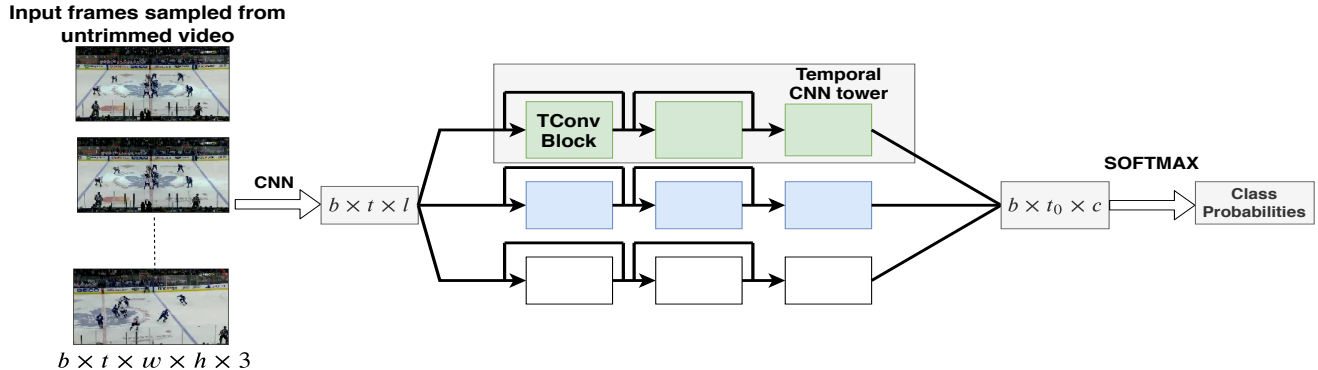 Input frames sampled from
untrimmed video
b × t × w × h × 3
CNN
b × t × l
Temporal
CNN tower
TConv
Block
b × t₀ × c
SOFTMAX
Class
Probabilities